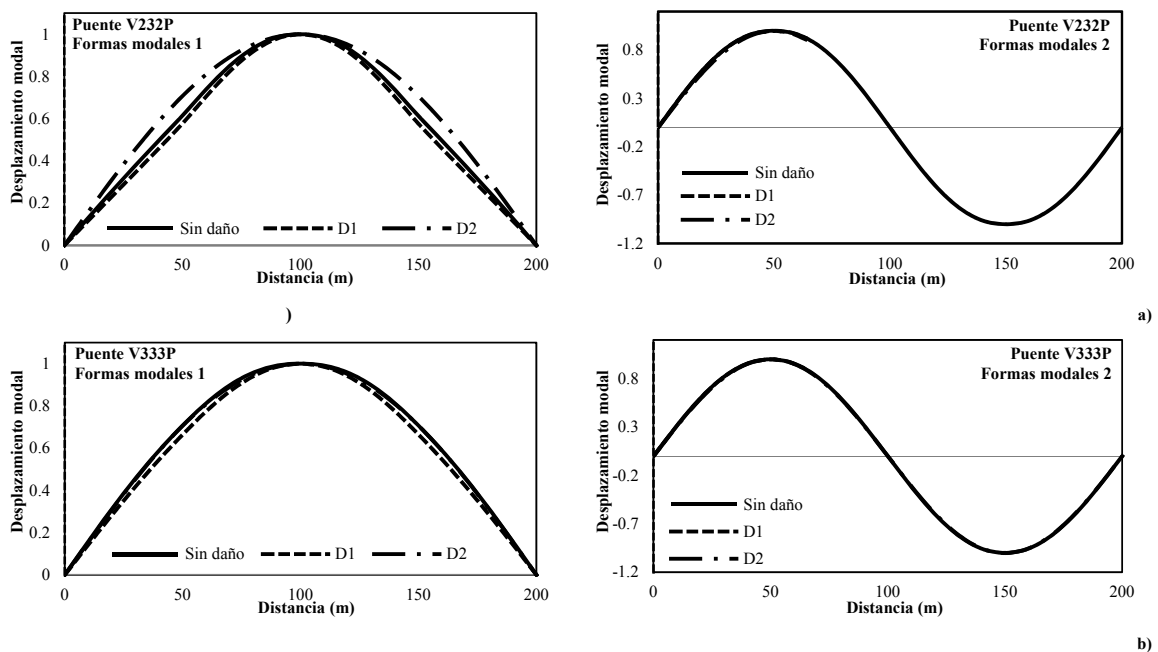 Puente V232P
Formas modales 1
Desplazamiento modal
1
0.8
0.6
0.4
0.2
0
Sin daño
D1
D2
0
50
100
150
200
Distancia (m)
)
Puente V232P
Formas modales 2
Desplazamiento modal
0.8
0.3
-0.2
-0.7
-1.2
Sin daño
D1
D2
0
50
100
150
200
Distancia (m)
a)
Puente V333P
Formas modales 1
Desplazamiento modal
1
0.8
0.6
0.4
0.2
0
Sin daño
D1
D2
0
50
100
150
200
Distancia (m)
Puente V333P
Formas modales 2
Desplazamiento modal
0.8
0.3
-0.2
-0.7
-1.2
Sin daño
D1
D2
0
50
100
150
200
Distancia (m)
b)